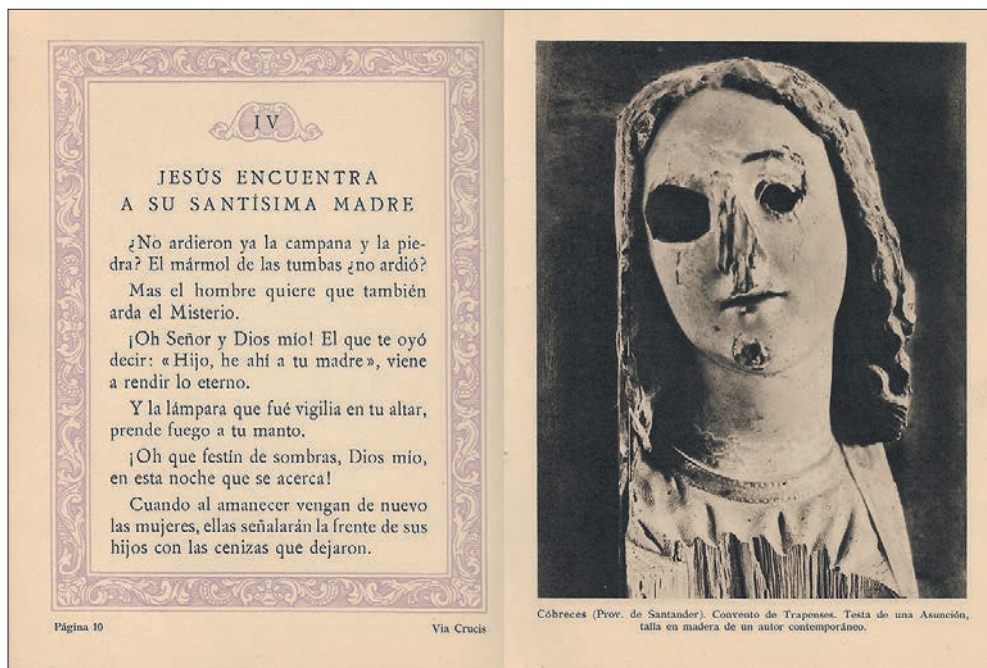 IV
JESÚS ENCUENTRA
A SU SANTÍSIMA MADRE
¿No ardieron ya la campana y la pie-
dra? El mármol de las tumbas ¿no ardió?
Mas el hombre quiere que también
arda el Misterio.
¡Oh Señor y Dios mío! El que te oyó
decir: «Hijo, he ahí a tu madre», viene
a rendir lo eterno.
Y la lámpara que fué vigilia en tu altar,
prende fuego a tu manto.
¡Oh que festín de sombras, Dios mío,
en esta noche que se acerca!
Cuando al amanecer vengan de nuevo
las mujeres, ellas señalarán la frente de sus
hijos con las cenizas que dejaron.
Página 10
Via Crucis
Cóbreces (Prov. de Santander). Convento de Trapenses. Testa de una Asunción,
talla en madera de un autor contemporáneo.